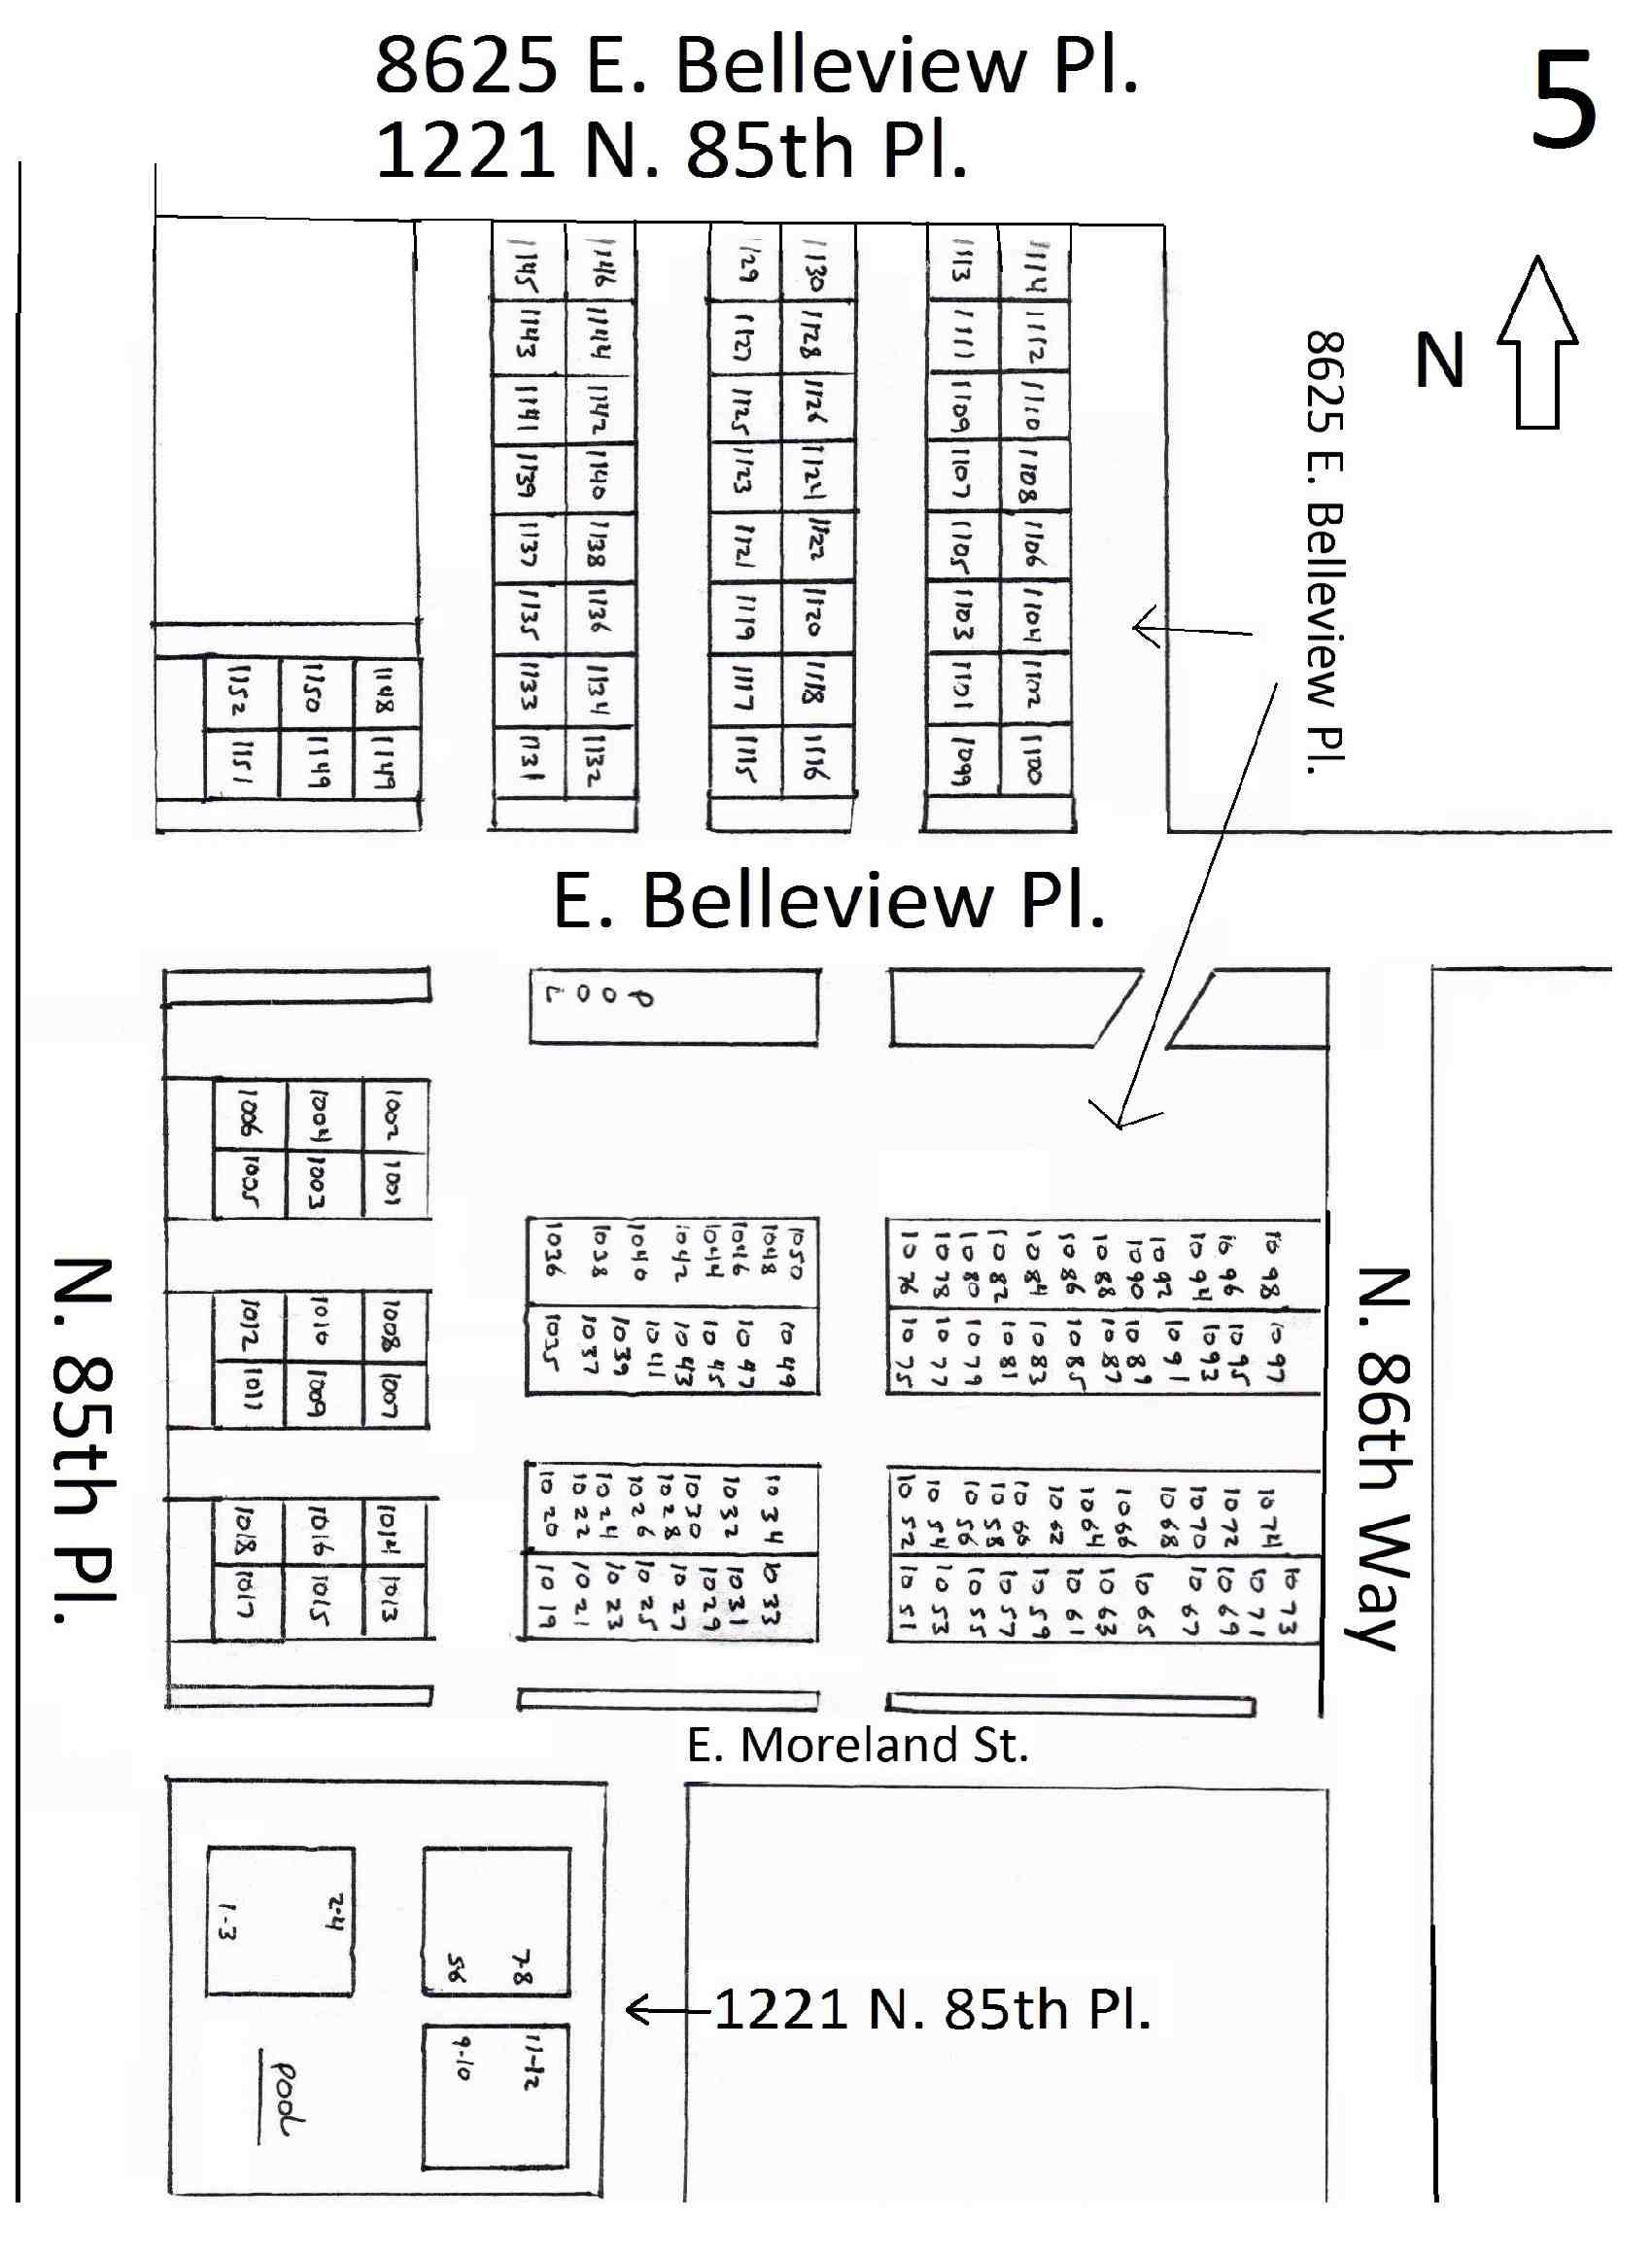 8625 E. Belleview Pl.
1221 N. 85th Pl.
5
N
8625 E. Belleview Pl.
1145 1146 1129 1130 1113 1114
1143 1144 1127 1128 1111 1112
1141 1142 1125 1126 1109 1110
1139 1140 1123 1124 1107 1108
1137 1138 1121 1122 1105 1106
1135 1136 1119 1120 1103 1104
1133 1134 1117 1118 1101 1102
1131 1132 1115 1116 1099 1100
1152 1150 1148
1151 1149 1149
E. Belleview Pl.
POOL
1006 1004 1002
1005 1003 1001
1012 1010 1008
1011 1009 1007
1018 1016 1014
1017 1015 1013
1036 1038 1040 1042 1044 1046 1048 1050
1035 1037 1039 1041 1043 1045 1047 1049
1020 1022 1024 1026 1028 1030 1032 1034
1019 1021 1023 1025 1027 1029 1031 1033
1076 1078 1080 1082 1084 1086 1088 1090 1092 1094 1096 1098
1075 1077 1079 1081 1083 1085 1087 1089 1091 1093 1095 1097
1052 1054 1056 1058 1060 1062 1064 1066 1068 1070 1072 1074
1051 1053 1055 1057 1059 1061 1063 1065 1067 1069 1071 1073
N. 85th Pl.
N. 86th Way
E. Moreland St.
1-3 2-4
56 7-8
9-10 11-12
Pool
1221 N. 85th Pl.